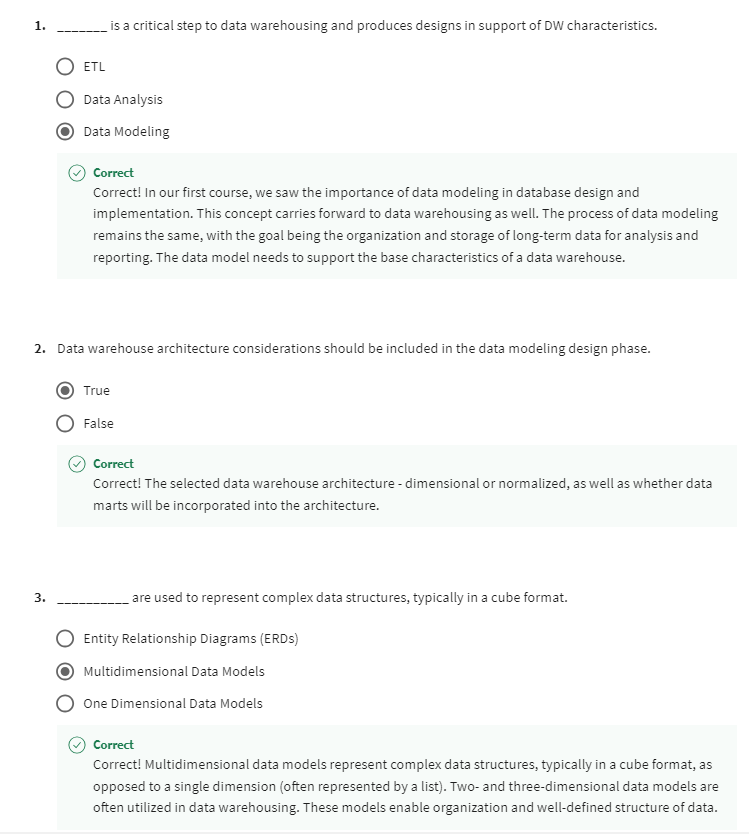 1. _______ is a critical step to data warehousing and produces designs in support of DW characteristics.
ETL
Data Analysis
Data Modeling
Correct
Correct! In our first course, we saw the importance of data modeling in database design and
implementation. This concept carries forward to data warehousing as well. The process of data modeling
remains the same, with the goal being the organization and storage of long-term data for analysis and
reporting. The data model needs to support the base characteristics of a data warehouse.
2. Data warehouse architecture considerations should be included in the data modeling design phase.
True
False
Correct
Correct! The selected data warehouse architecture - dimensional or normalized, as well as whether data
marts will be incorporated into the architecture.
3. __________ are used to represent complex data structures, typically in a cube format.
Entity Relationship Diagrams (ERDs)
Multidimensional Data Models
One Dimensional Data Models
Correct
Correct! Multidimensional data models represent complex data structures, typically in a cube format, as
opposed to a single dimension (often represented by a list). Two- and three-dimensional data models are
often utilized in data warehousing. These models enable organization and well-defined structure of data.